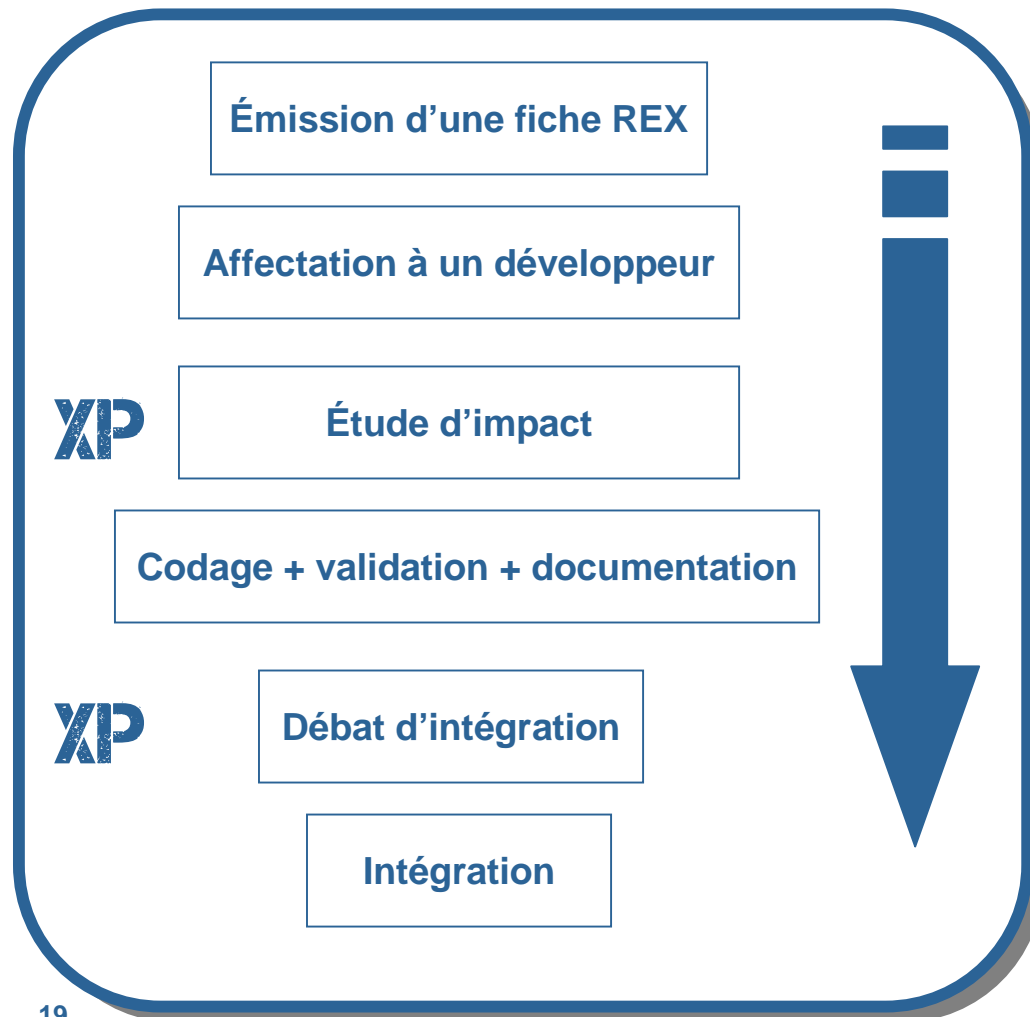 Émission d’une fiche REX
Affectation à un développeur
XP
Étude d’impact
Codage + validation + documentation
XP
Débat d’intégration
Intégration
19